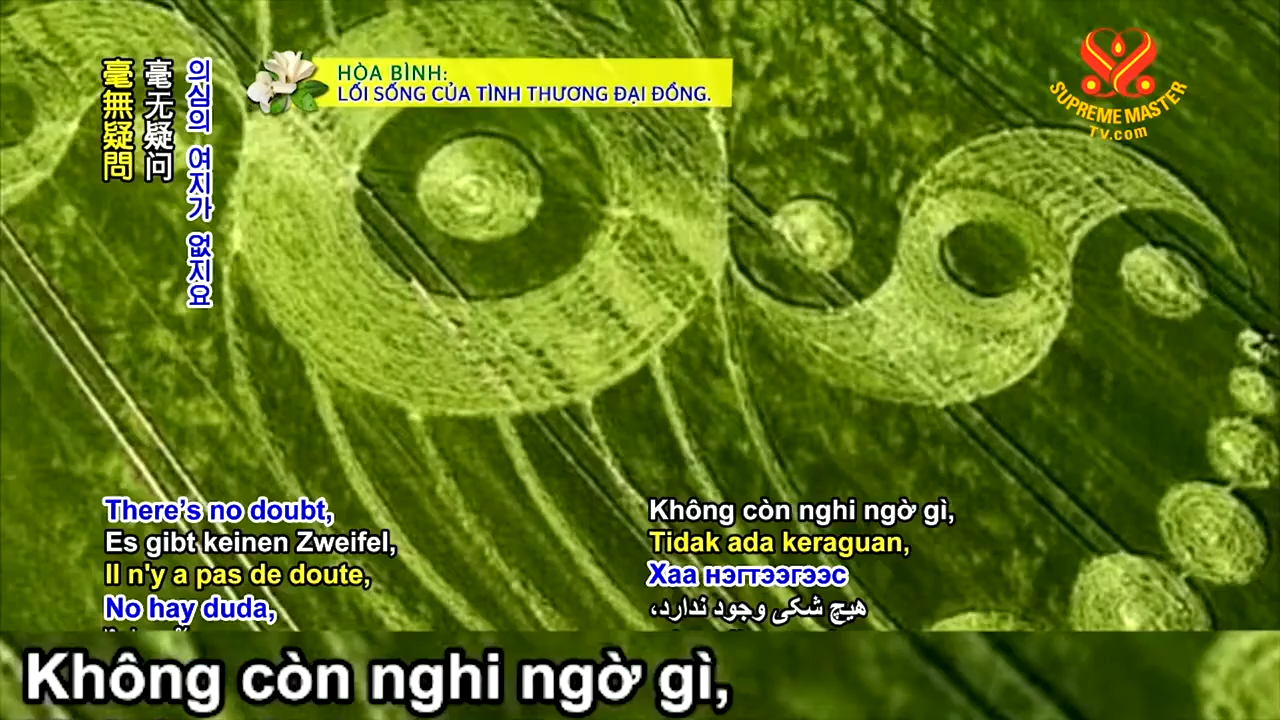 HÒA BÌNH:
LỐI SỐNG CỦA TÌNH THƯƠNG ĐẠI ĐỒNG.
SUPREME MASTER
TV.com
毫無疑問
毫无疑问
의심의 여지가 없지요
There's no doubt,
Es gibt keinen Zweifel,
Il n'y a pas de doute,
No hay duda,
Không còn nghi ngờ gì,
Tidak ada keraguan,
Хаа нэгтээгээс
هیچ شکی وجود ندارد،
Không còn nghi ngờ gì,